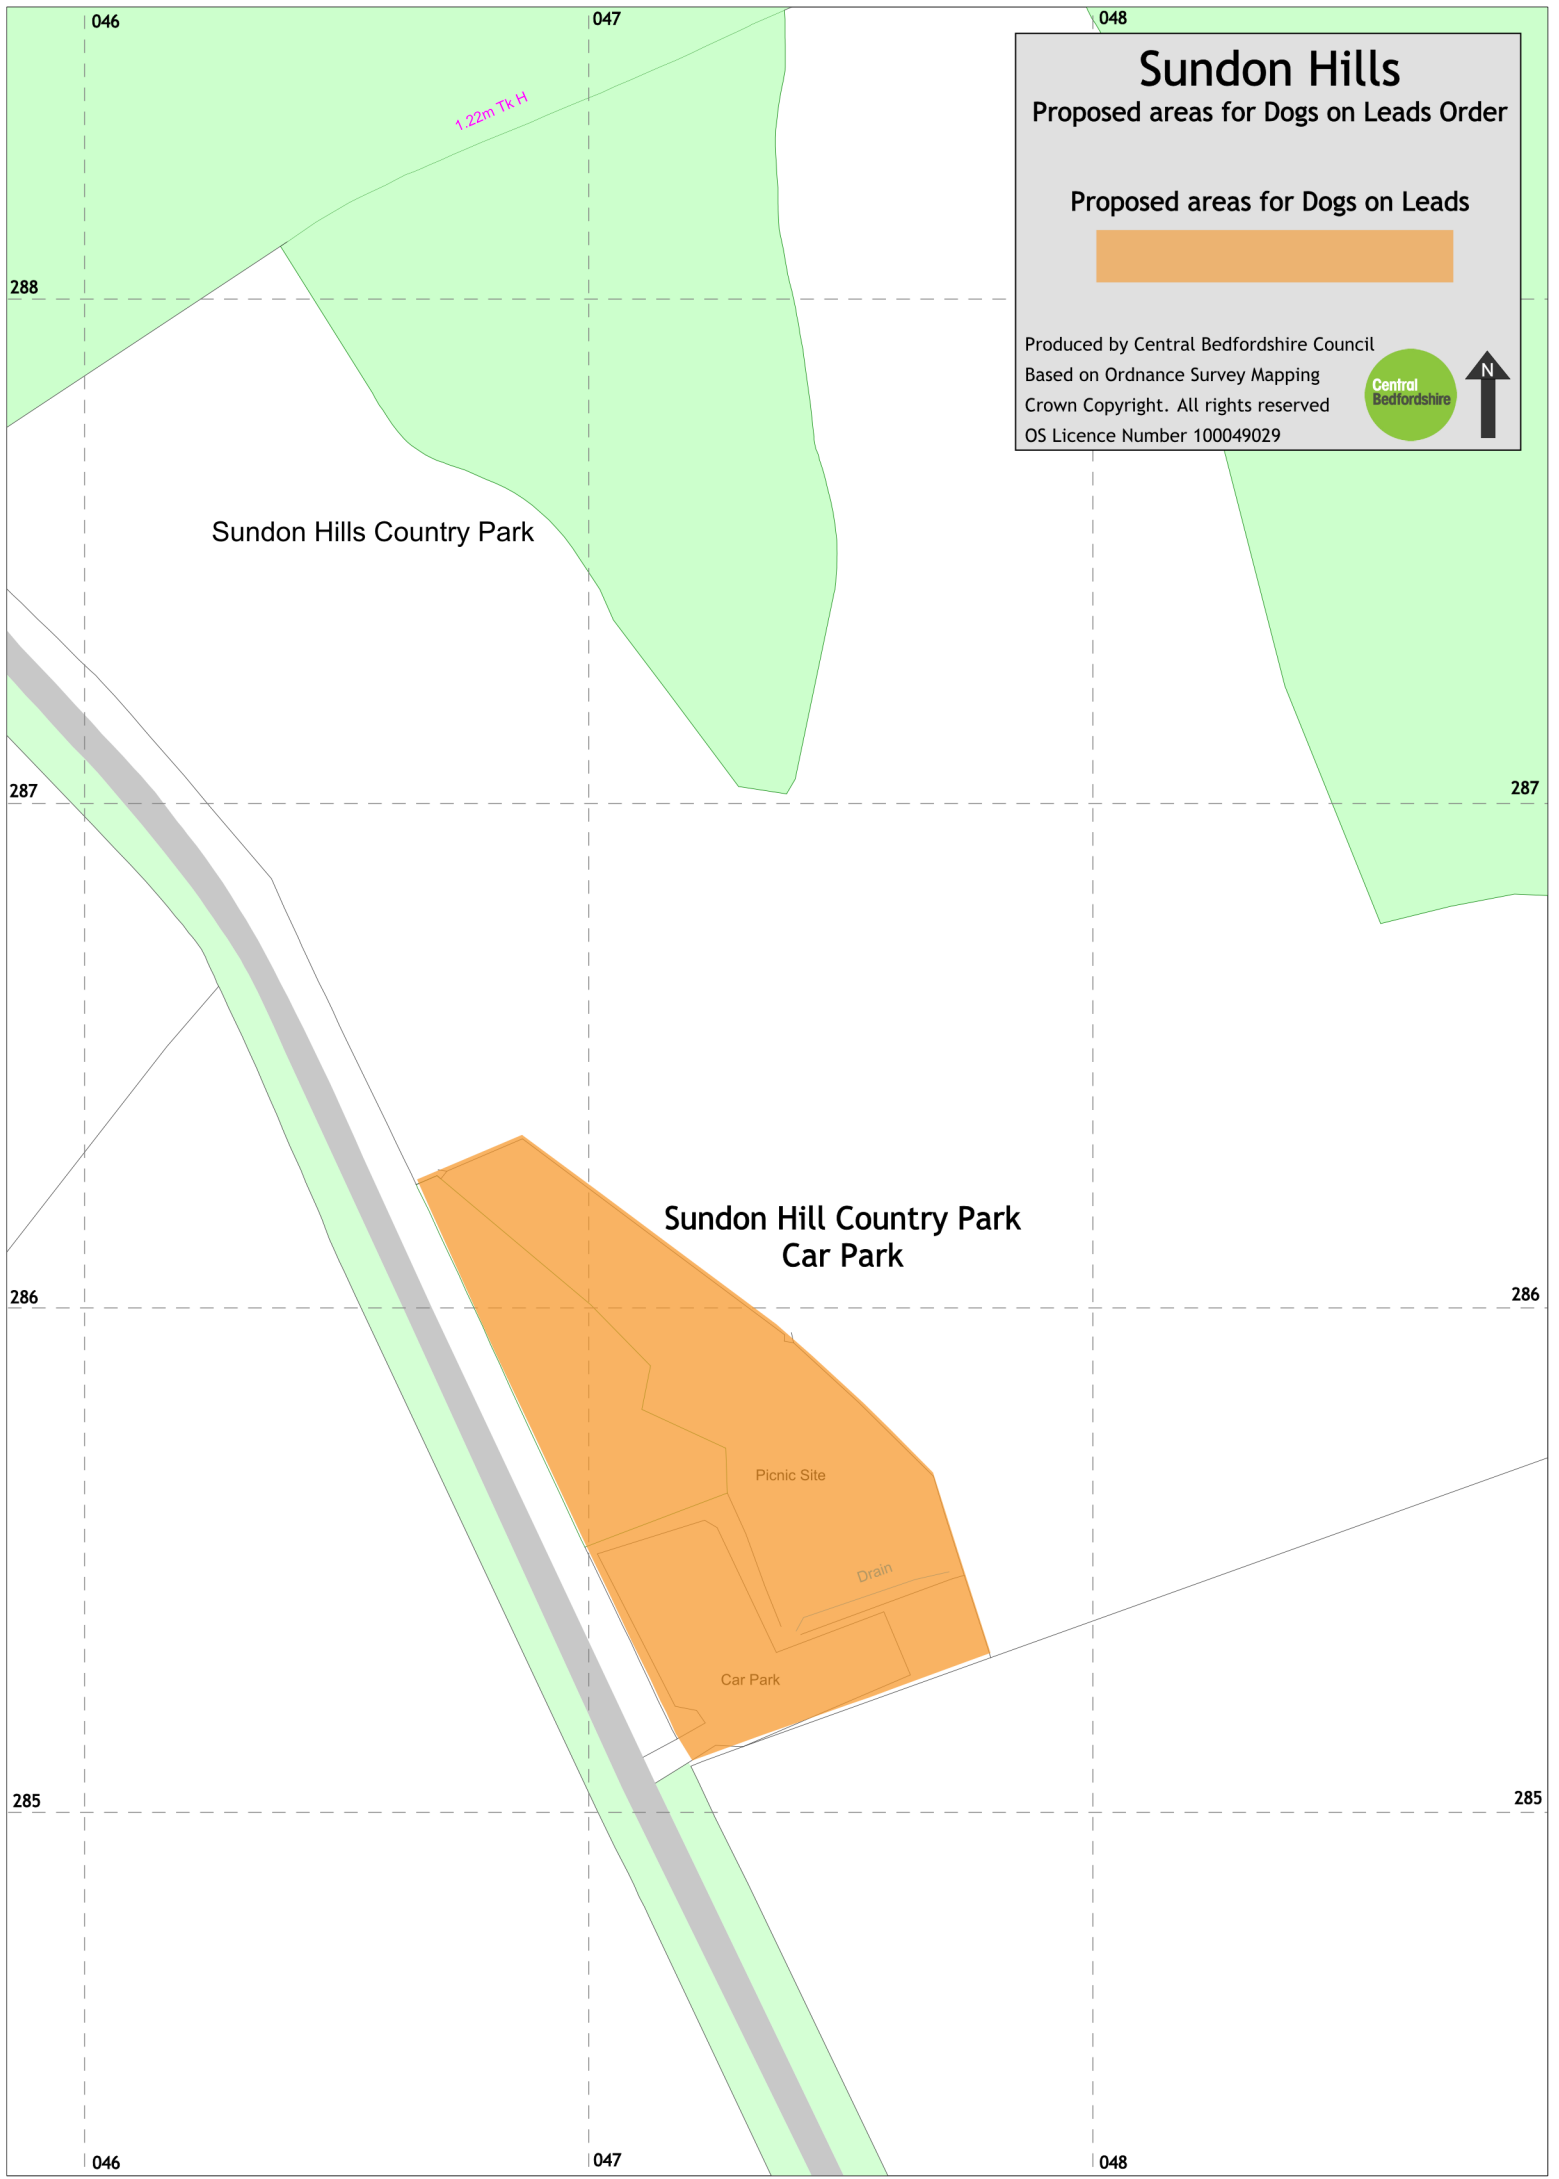 046
047
048
Sundon Hills
Proposed areas for Dogs on Leads Order
1.22m Tk H
Proposed areas for Dogs on Leads
288
Produced by Central Bedfordshire Council
Based on Ordnance Survey Mapping
Crown Copyright. All rights reserved
OS Licence Number 100049029
Central
Bedfordshire
N
Sundon Hills Country Park
287
287
Sundon Hill Country Park
Car Park
286
286
Picnic Site
Drain
Car Park
285
285
046
047
048